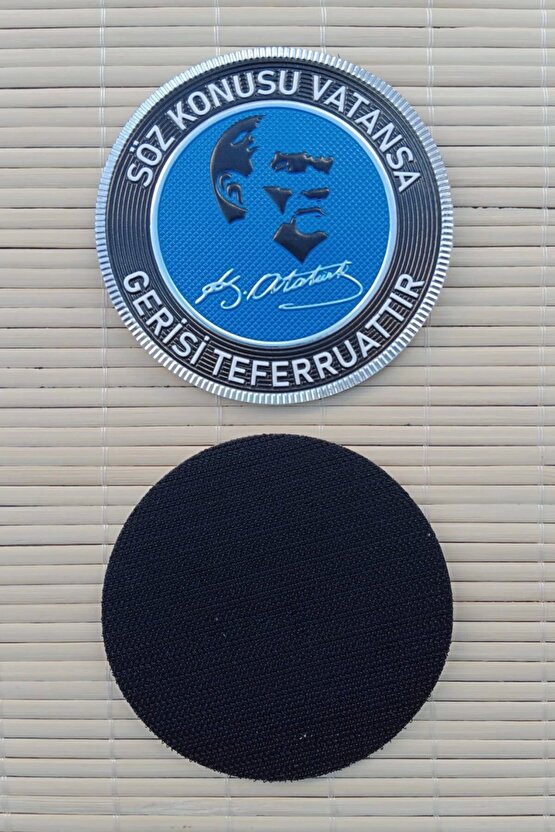 SÖZ KONUSU VATANSA
K. Atatürk
GERİSİ TEFERRUATTIR